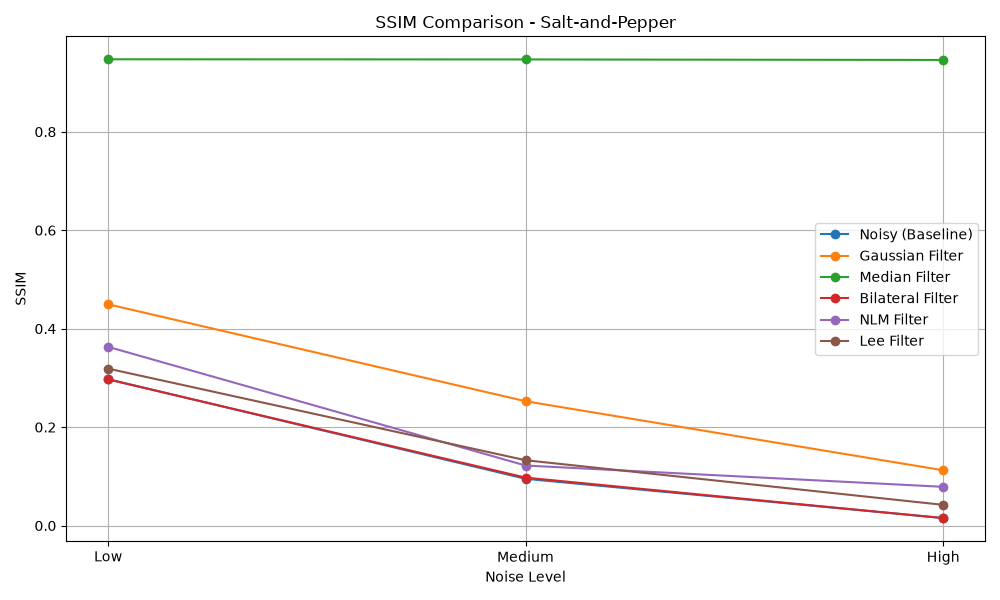 SSIM Comparison - Salt-and-Pepper
SSIM
0.8
0.6
0.4
0.2
0.0
Noisy (Baseline)
Gaussian Filter
Median Filter
Bilateral Filter
NLM Filter
Lee Filter
Low
Medium
High
Noise Level